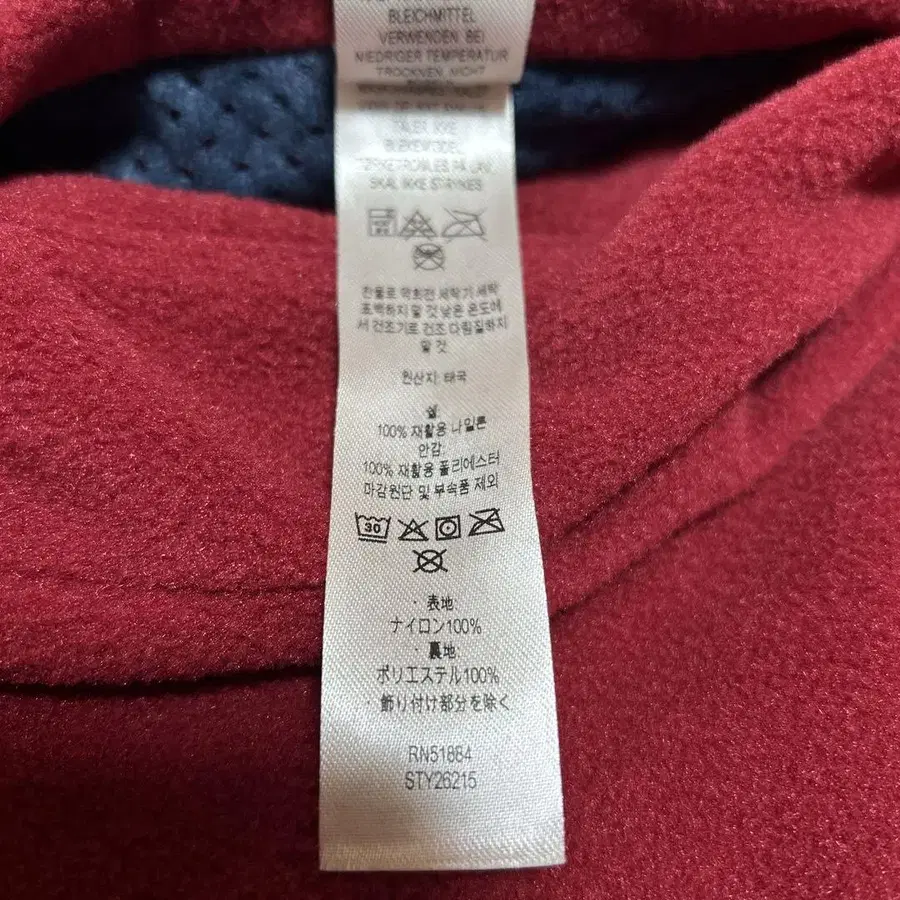 BLEICHMITTEL
VERWENDEN. BEI
NIEDRIGER TEMPERATUR
TROCKNEN. NICHT
SKAL IKKE STRYKES
찬물로 약회전 세탁기 세탁
표백하지말 것 낮은 온도에
서 건조기로 건조 다림질하지
말 것
원산지: 태국
쉘
100% 재활용 나일론
안감
100% 재활용 폴리에스터
마감원단 및 부속품 제외
30
· 表地:
ナイロン100%
· 裏地:
ポリエステル100%
· 飾り付け部分を除く
RN51884
STY26215